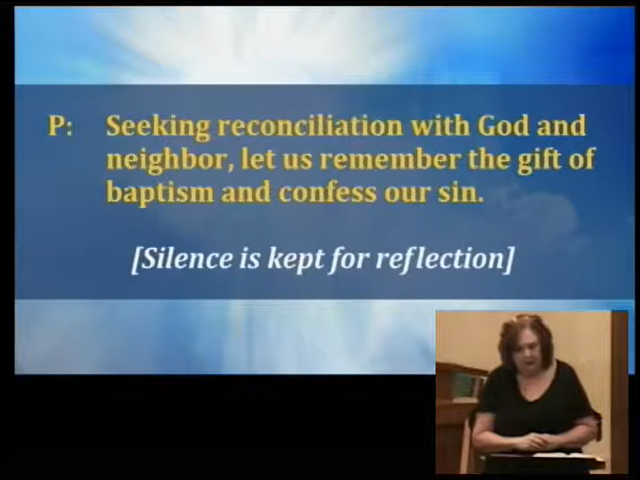 P: Seeking reconciliation with God and
neighbor, let us remember the gift of
baptism and confess our sin.
[Silence is kept for reflection]